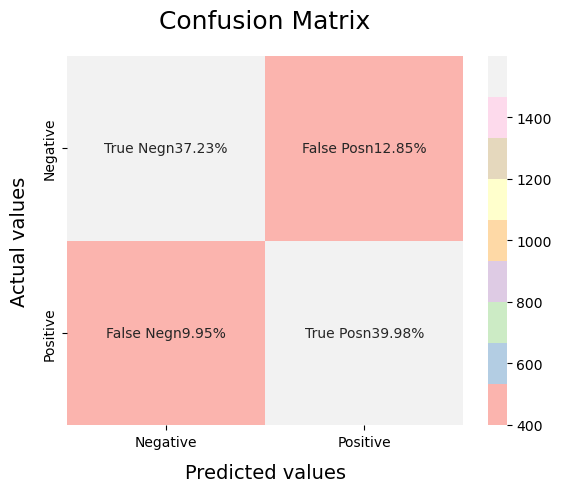 Confusion Matrix
Actual values
Negative
Positive
True Negn37.23%
False Posn12.85%
False Negn9.95%
True Posn39.98%
Negative
Positive
Predicted values
1400
1200
1000
800
600
400